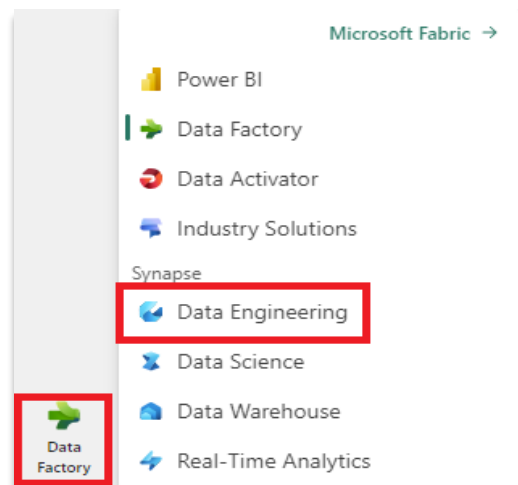 Microsoft Fabric →
Power BI
Data Factory
Data Activator
Industry Solutions
Synapse
Data Engineering
Data Science
Data Warehouse
Real-Time Analytics
Data
Factory